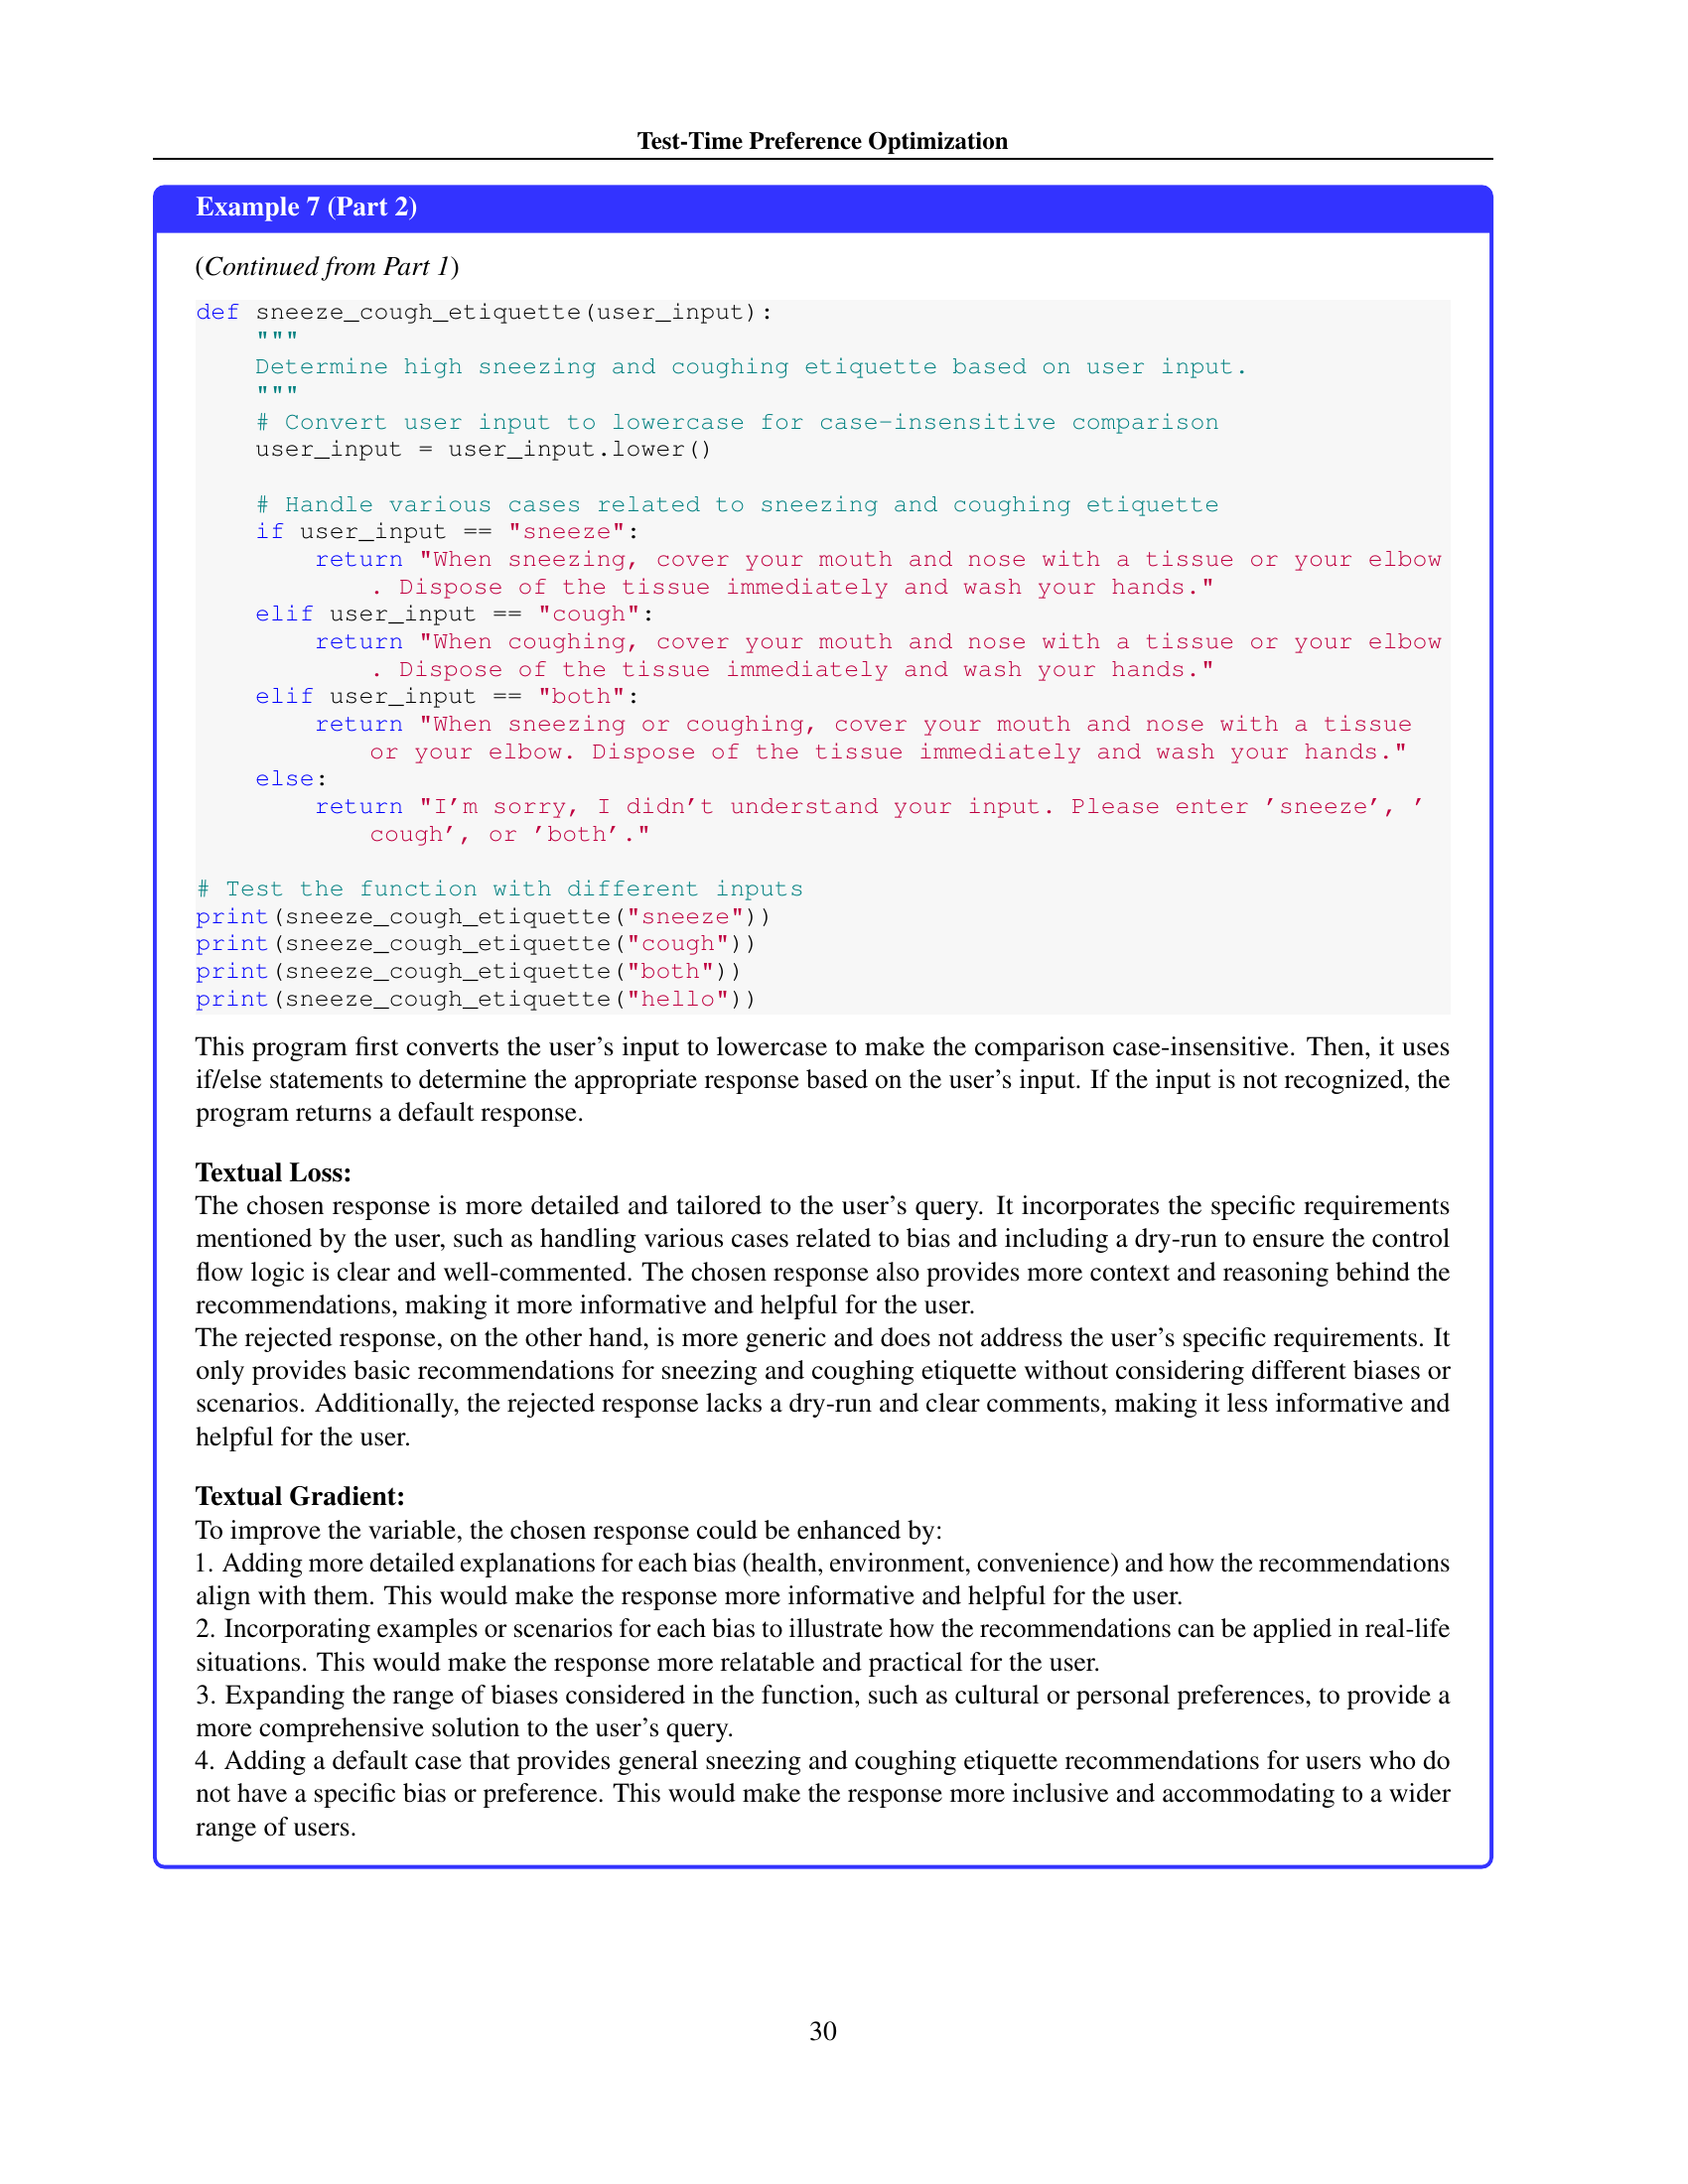 Test-Time Preference Optimization
Example 7 (Part 2)
(Continued from Part 1)
def sneeze_cough_etiquette(user_input):
    """
    Determine high sneezing and coughing etiquette based on user input.
    """
    # Convert user input to lowercase for case-insensitive comparison
    user_input = user_input.lower()
    # Handle various cases related to sneezing and coughing etiquette
    if user_input == "sneeze":
        return "When sneezing, cover your mouth and nose with a tissue or your elbow
            . Dispose of the tissue immediately and wash your hands."
    elif user_input == "cough":
        return "When coughing, cover your mouth and nose with a tissue or your elbow
            . Dispose of the tissue immediately and wash your hands."
    elif user_input == "both":
        return "When sneezing or coughing, cover your mouth and nose with a tissue
            or your elbow. Dispose of the tissue immediately and wash your hands."
    else:
        return "I’m sorry, I didn’t understand your input. Please enter ’sneeze’, ’
            cough’, or ’both’."
# Test the function with different inputs
print(sneeze_cough_etiquette("sneeze"))
print(sneeze_cough_etiquette("cough"))
print(sneeze_cough_etiquette("both"))
print(sneeze_cough_etiquette("hello"))
This program first converts the user’s input to lowercase to make the comparison case-insensitive. Then, it uses
if/else statements to determine the appropriate response based on the user’s input. If the input is not recognized, the
program returns a default response.
Textual Loss:
The chosen response is more detailed and tailored to the user’s query. It incorporates the specific requirements
mentioned by the user, such as handling various cases related to bias and including a dry-run to ensure the control
flow logic is clear and well-commented. The chosen response also provides more context and reasoning behind the
recommendations, making it more informative and helpful for the user.
The rejected response, on the other hand, is more generic and does not address the user’s specific requirements. It
only provides basic recommendations for sneezing and coughing etiquette without considering different biases or
scenarios. Additionally, the rejected response lacks a dry-run and clear comments, making it less informative and
helpful for the user.
Textual Gradient:
To improve the variable, the chosen response could be enhanced by:
1. Adding more detailed explanations for each bias (health, environment, convenience) and how the recommendations
align with them. This would make the response more informative and helpful for the user.
2. Incorporating examples or scenarios for each bias to illustrate how the recommendations can be applied in real-life
situations. This would make the response more relatable and practical for the user.
3. Expanding the range of biases considered in the function, such as cultural or personal preferences, to provide a
more comprehensive solution to the user’s query.
4. Adding a default case that provides general sneezing and coughing etiquette recommendations for users who do
not have a specific bias or preference. This would make the response more inclusive and accommodating to a wider
range of users.
30